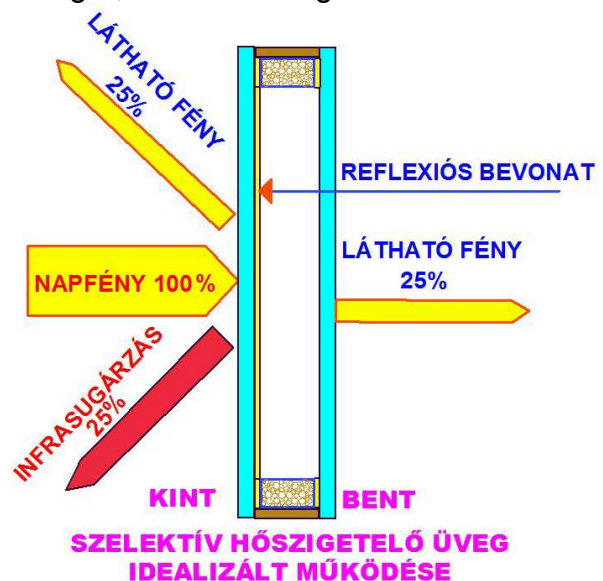 LÁTHATÓ FÉNY
25%
REFLEXIÓS BEVONAT
LÁTHATÓ FÉNY
25%
NAPFÉNY 100%
INFRASUGÁRZÁS
25%
KINT
BENT
SZELEKTÍV HŐSZIGETELŐ ÜVEG
IDEALIZÁLT MŰKÖDÉSE